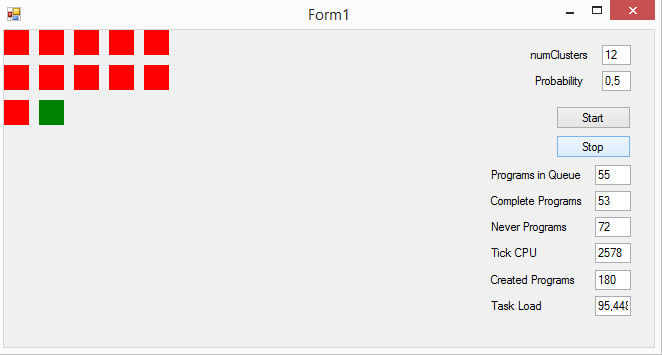 Form1
numClusters 12
Probability 0,5
Start
Stop
Programs in Queue 55
Complete Programs 53
Never Programs 72
Tick CPU 2578
Created Programs 180
Task Load 95,448